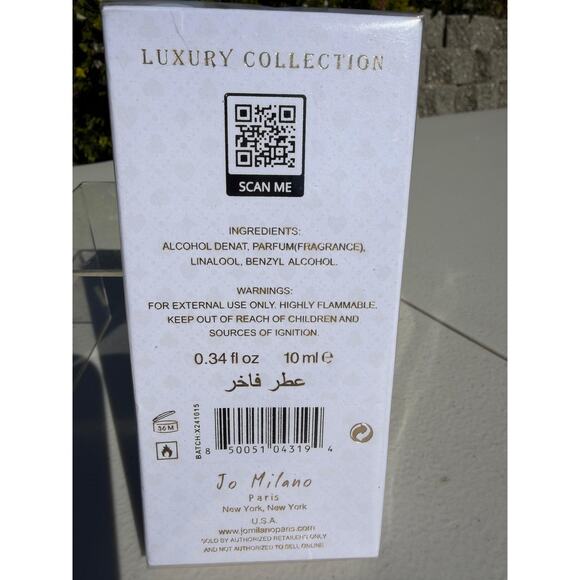 LUXURY COLLECTION
SCAN ME
INGREDIENTS:
ALCOHOL DENAT, PARFUM(FRAGRANCE),
LINALOOL, BENZYL ALCOHOL.
WARNINGS:
FOR EXTERNAL USE ONLY. HIGHLY FLAMMABLE.
KEEP OUT OF REACH OF CHILDREN AND
SOURCES OF IGNITION.
0.34 fl oz 10 ml e
عطر فاخر
36M
BATCH:X241015
8 50051 04319 4
Jo Milano
Paris
New York, New York
U.S.A.
www.jomilanoparis.com
SOLD BY AUTHORIZED RETAILER'S ONLY
AND NOT AUTHORIZED TO SELL ONLINE